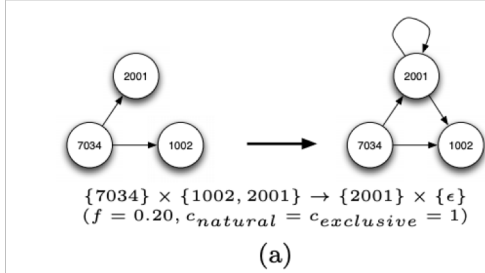 2001
7034
1002
2001
7034
1002
{7034} × {1002, 2001} → {2001} × {ϵ}
(f = 0.20, c_natural = c_exclusive = 1)
(a)